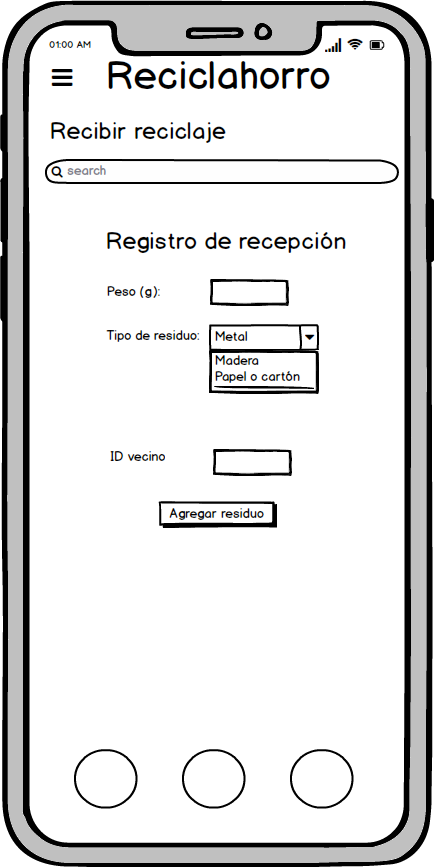 01:00 AM
Reciclahorro
Recibir reciclaje
search
Registro de recepción
Peso (g):
Tipo de residuo: Metal
Madera
Papel o cartón
ID vecino
Agregar residuo